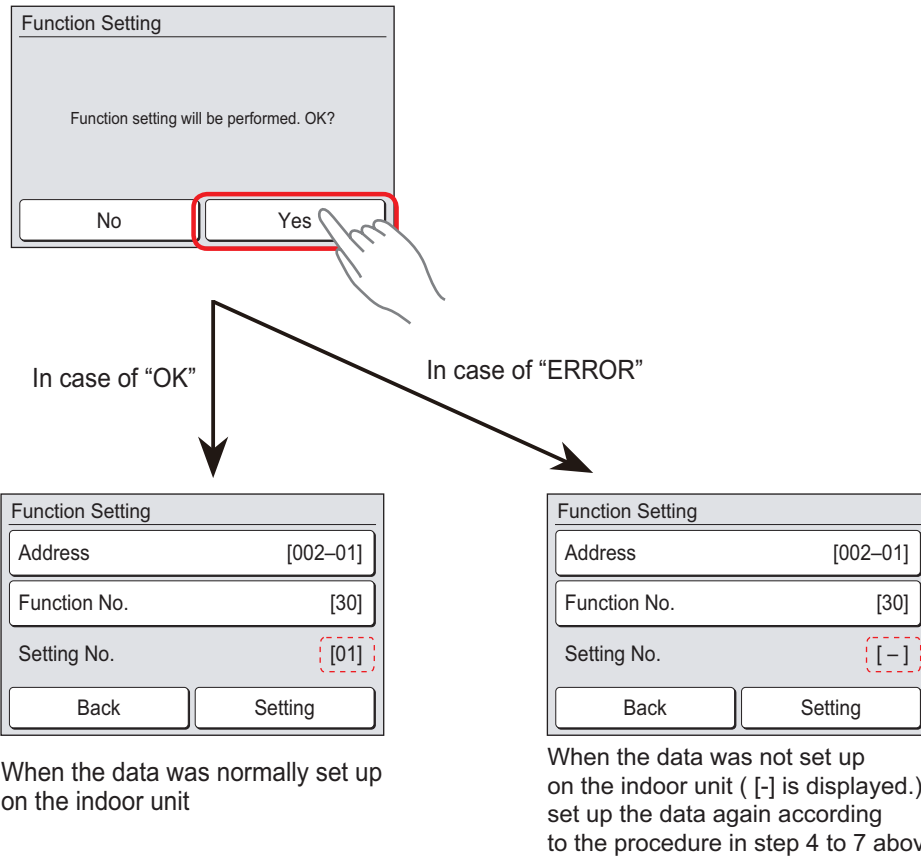 Function Setting
Function setting will be performed. OK?
No
Yes
In case of “OK”
In case of “ERROR”
Function Setting
Address [002–01]
Function No. [30]
Setting No. [01]
Back
Setting
When the data was normally set up
on the indoor unit
Function Setting
Address [002–01]
Function No. [30]
Setting No. [ – ]
Back
Setting
When the data was not set up
on the indoor unit ( [-] is displayed.)
set up the data again according
to the procedure in step 4 to 7